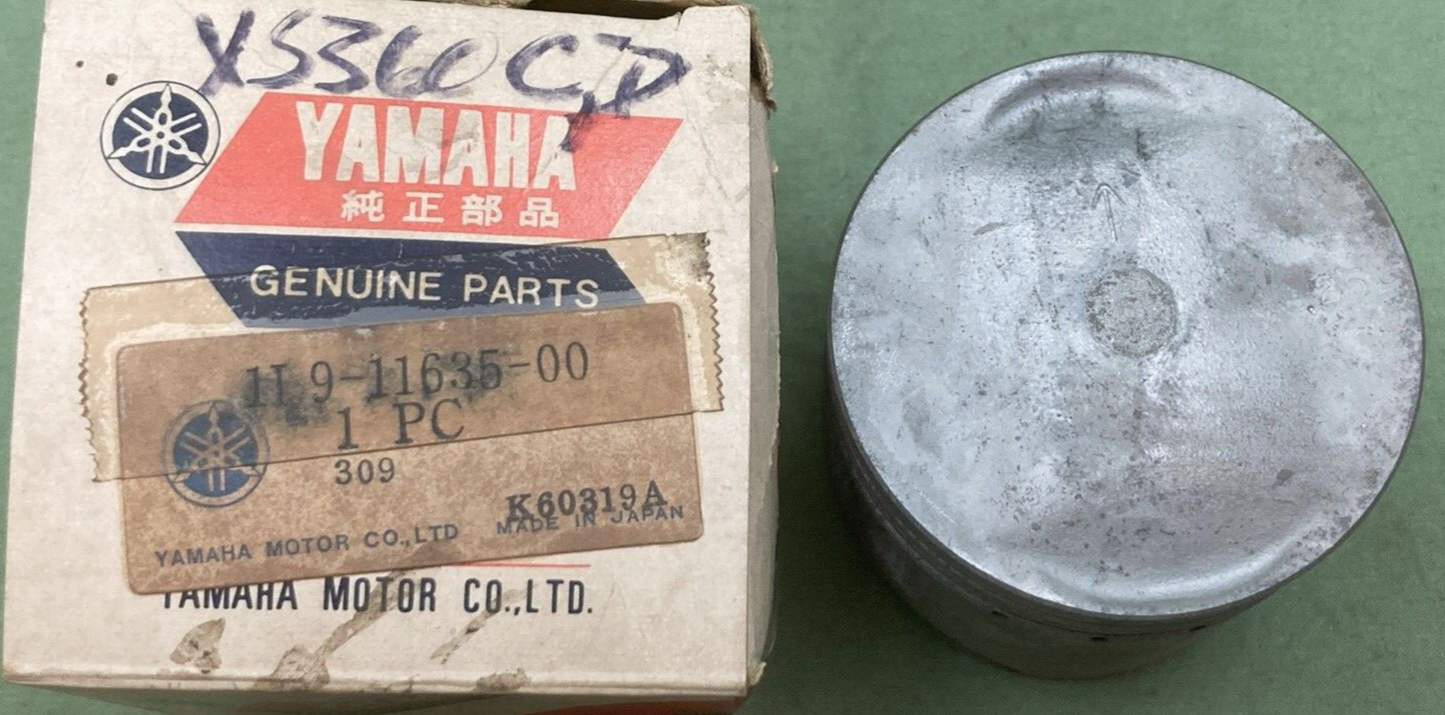 XS360 C,D
YAMAHA
純正部品
GENUINE PARTS
1L9-11635-00
1 PC
309
K60319A
YAMAHA MOTOR CO.,LTD MADE IN JAPAN
YAMAHA MOTOR CO.,LTD.